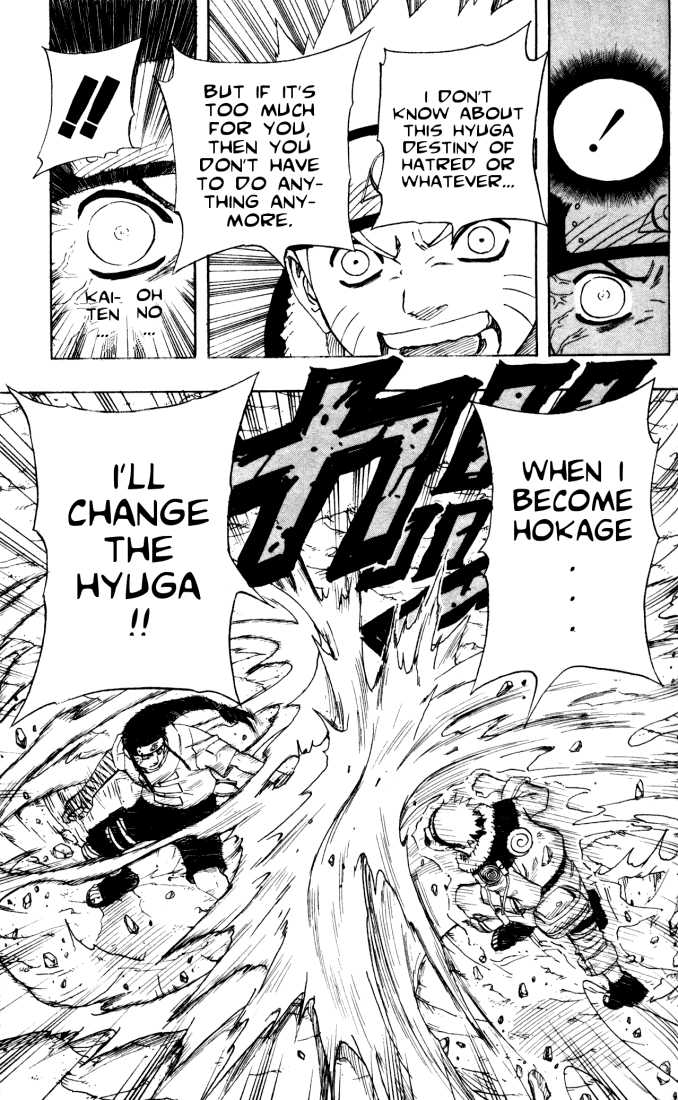 !
I DON'T
KNOW ABOUT
THIS HYUGA
DESTINY OF
HATRED OR
WHATEVER...
BUT IF IT'S
TOO MUCH
FOR YOU,
THEN YOU
DON'T HAVE
TO DO ANY-
THING ANY-
MORE.
!!
OH
NO
...
KAI-
TEN
...
WHEN I
BECOME
HOKAGE
.
.
.
I'LL
CHANGE
THE
HYUGA
!!